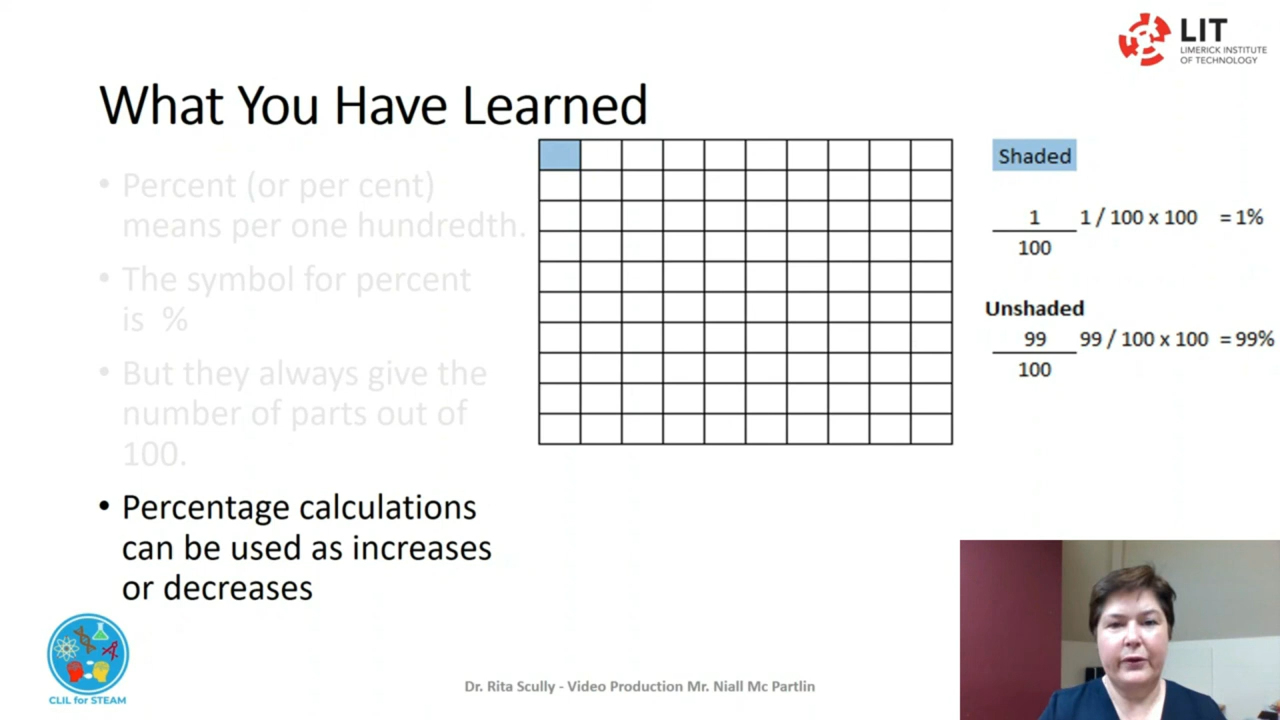 LIT
LIMERICK INSTITUTE
OF TECHNOLOGY
What You Have Learned
• Percent (or per cent)
means per one hundredth.
• The symbol for percent
is %
• But they always give the
number of parts out of
100.
• Percentage calculations
can be used as increases
or decreases
Shaded
1 1 / 100 x 100 = 1%
100
Unshaded
99 99 / 100 x 100 = 99%
100
CLIL for STEAM
Dr. Rita Scully - Video Production Mr. Niall Mc Partlin